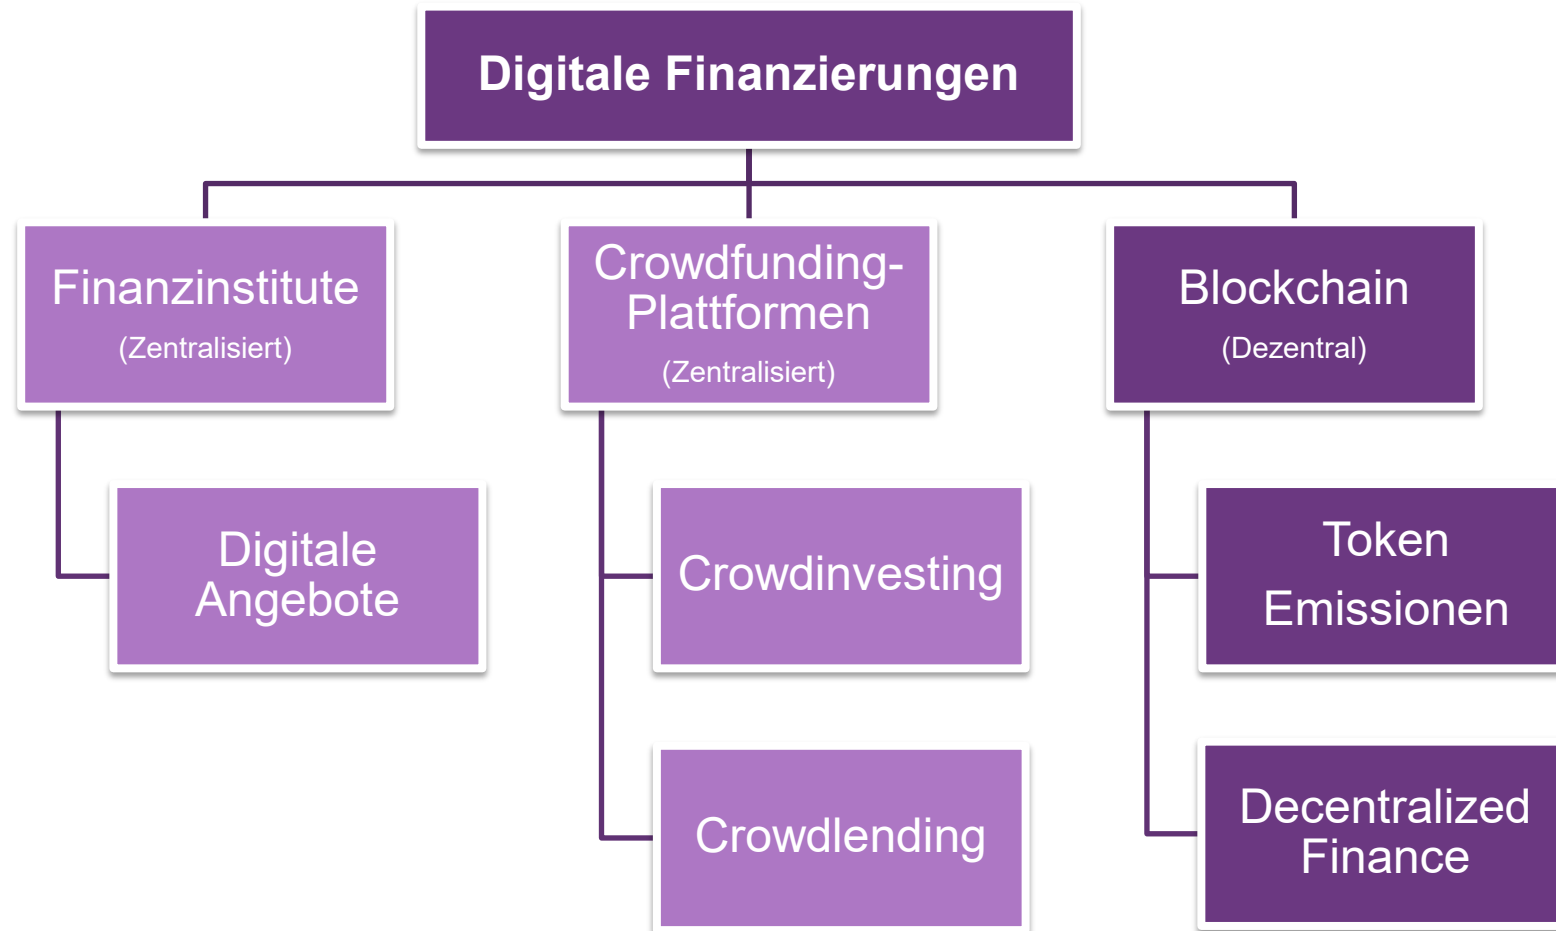 Digitale Finanzierungen
Finanzinstitute
(Zentralisiert)
Crowdfunding-
Plattformen
(Zentralisiert)
Blockchain
(Dezentral)
Digitale
Angebote
Crowdinvesting
Token
Emissionen
Crowdlending
Decentralized
Finance